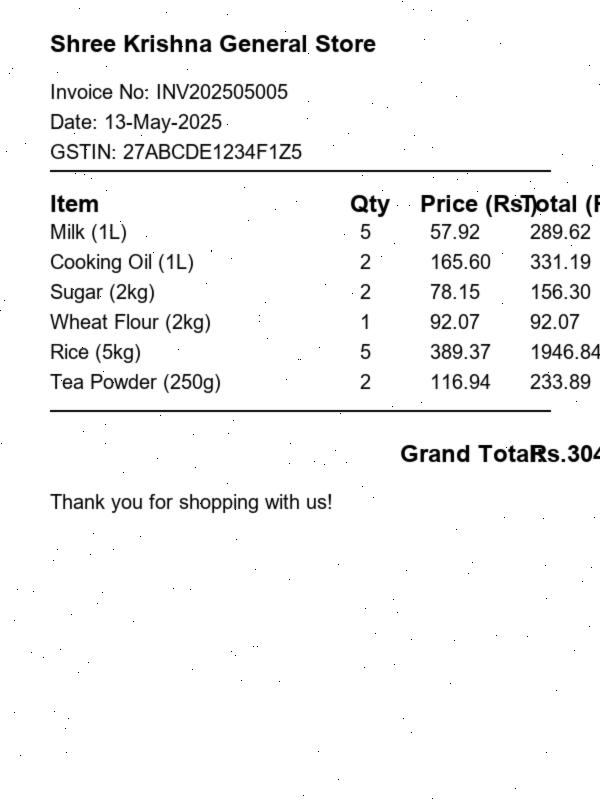 Shree Krishna General Store
Invoice No: INV202505005
Date: 13-May-2025
GSTIN: 27ABCDE1234F1Z5
Item Qty Price (Rs.) Total (R
Milk (1L) 5 57.92 289.62
Cooking Oil (1L) 2 165.60 331.19
Sugar (2kg) 2 78.15 156.30
Wheat Flour (2kg) 1 92.07 92.07
Rice (5kg) 5 389.37 1946.84
Tea Powder (250g) 2 116.94 233.89
Grand Total Rs.304
Thank you for shopping with us!